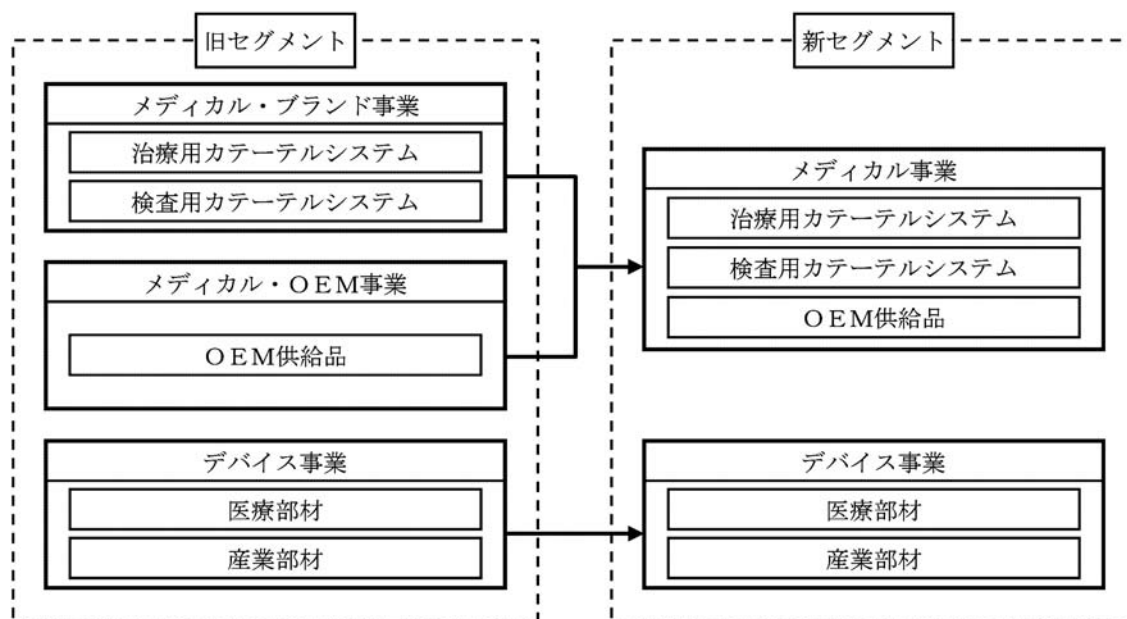 旧セグメント
メディカル・ブランド事業
治療用カテーテルシステム
検査用カテーテルシステム
メディカル・ＯＥＭ事業
ＯＥＭ供給品
デバイス事業
医療部材
産業部材
新セグメント
メディカル事業
治療用カテーテルシステム
検査用カテーテルシステム
ＯＥＭ供給品
デバイス事業
医療部材
産業部材